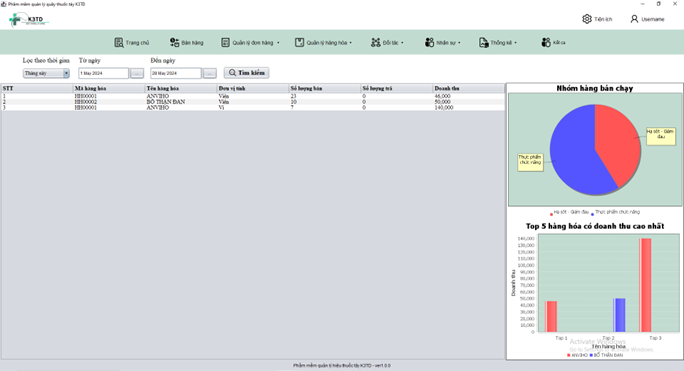 Phầm mềm quản lý quầy thuốc tây K3TD
K3TD
Tiện ích
Username
Trang chủ
Bán hàng
Quản lý đơn hàng
Quản lý hàng hóa
Đối tác
Nhân sự
Thống kê
Kết ca
Lọc theo thời gian
Từ ngày
Đến ngày
Tháng này
1 May 2024
...
28 May 2024
...
Tìm kiếm
STT Mã hàng hóa Tên hàng hóa Đơn vị tính Số lượng bán Số lượng trả Doanh thu
1 HH00001 ANVIHO Viên 23 0 46,000
2 HH00002 BỔ THẬN ĐAN Viên 10 0 50,000
3 HH00001 ANVIHO Vỉ 7 0 140,000
Nhóm hàng bán chạy
Hạ sốt - Giảm
đau
Thực phẩm
chức năng
Hạ sốt - Giảm đau Thực phẩm chức năng
Top 5 hàng hóa có doanh thu cao nhất
140,000
130,000
120,000
110,000
100,000
90,000
80,000
70,000
60,000
50,000
40,000
30,000
20,000
10,000
0
Doanh thu
Top 1 Top 2 Top 3
Tên hàng hóa
ANVIHO BỔ THẬN ĐAN
Activate Windows
Phầm mềm quản lý hiệu thuốc tây K3TD - ver1.0.0